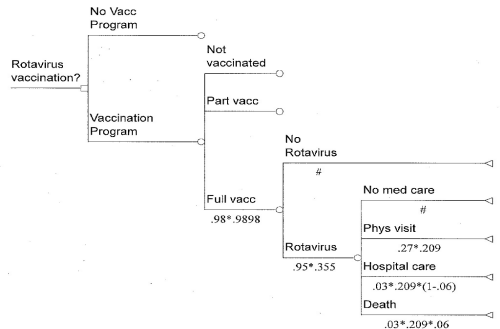 No Vacc
Program
Not
vaccinated
Rotavirus
vaccination?
Part vacc
Vaccination
Program
No
Rotavirus
#
No med care
#
Full vacc
.98*.9898
Phys visit
.27*.209
Rotavirus
.95*.355
Hospital care
.03*.209*(1-.06)
Death
.03*.209*.06